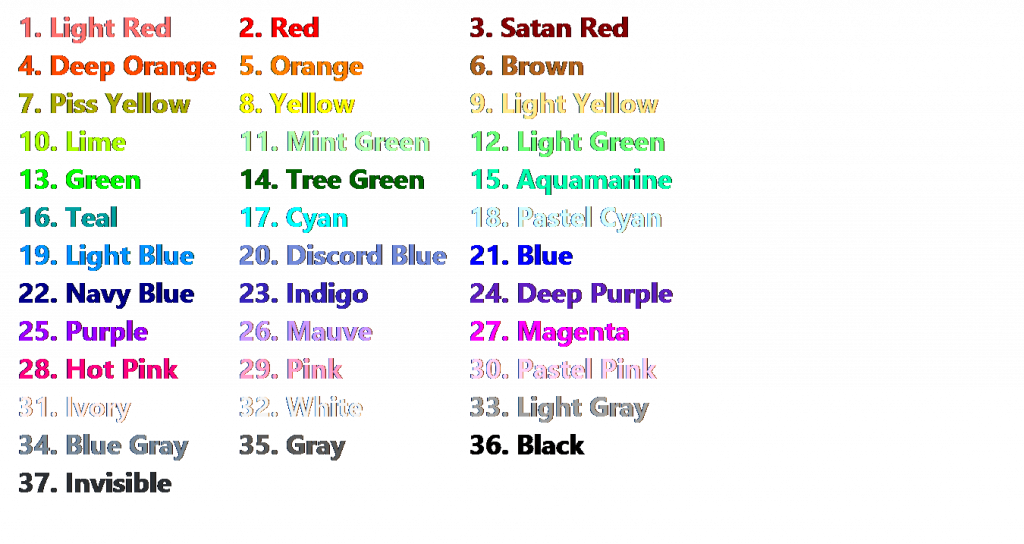 1. Light Red 2. Red 3. Satan Red
4. Deep Orange 5. Orange 6. Brown
7. Piss Yellow 8. Yellow 9. Light Yellow
10. Lime 11. Mint Green 12. Light Green
13. Green 14. Tree Green 15. Aquamarine
16. Teal 17. Cyan 18. Pastel Cyan
19. Light Blue 20. Discord Blue 21. Blue
22. Navy Blue 23. Indigo 24. Deep Purple
25. Purple 26. Mauve 27. Magenta
28. Hot Pink 29. Pink 30. Pastel Pink
31. Ivory 32. White 33. Light Gray
34. Blue Gray 35. Gray 36. Black
37. Invisible